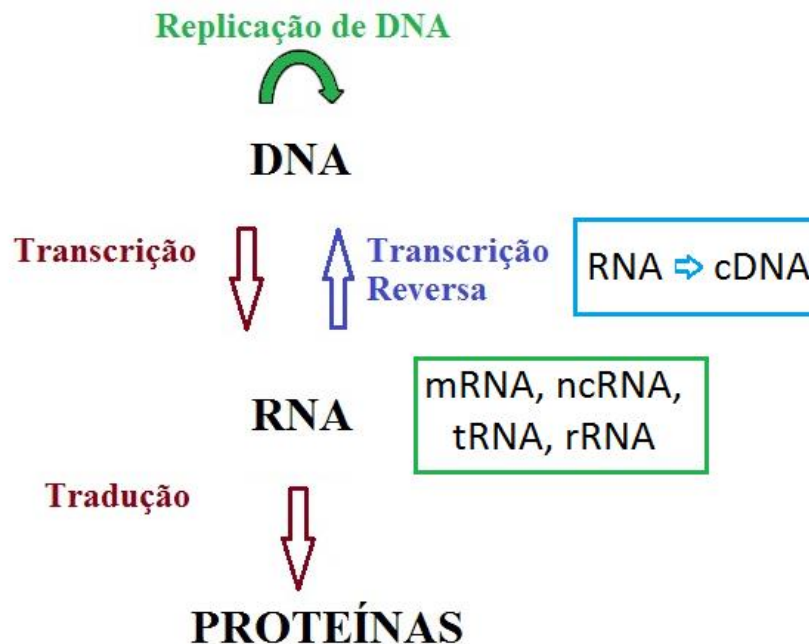 Replicação de DNA
DNA
Transcrição
Transcrição
Reversa
RNA ⇨ cDNA
RNA
mRNA, ncRNA,
tRNA, rRNA
Tradução
PROTEÍNAS